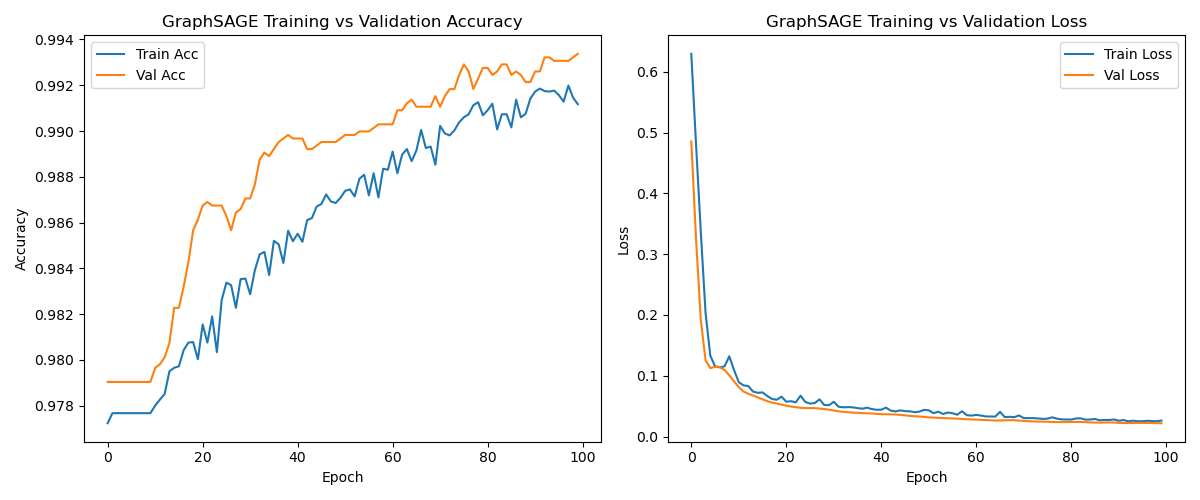 GraphSAGE Training vs Validation Accuracy
Train Acc
Val Acc
0.994
0.992
0.990
0.988
0.986
0.984
0.982
0.980
0.978
Accuracy
0 20 40 60 80 100
Epoch
GraphSAGE Training vs Validation Loss
Train Loss
Val Loss
0.6
0.5
0.4
0.3
0.2
0.1
0.0
Loss
0 20 40 60 80 100
Epoch